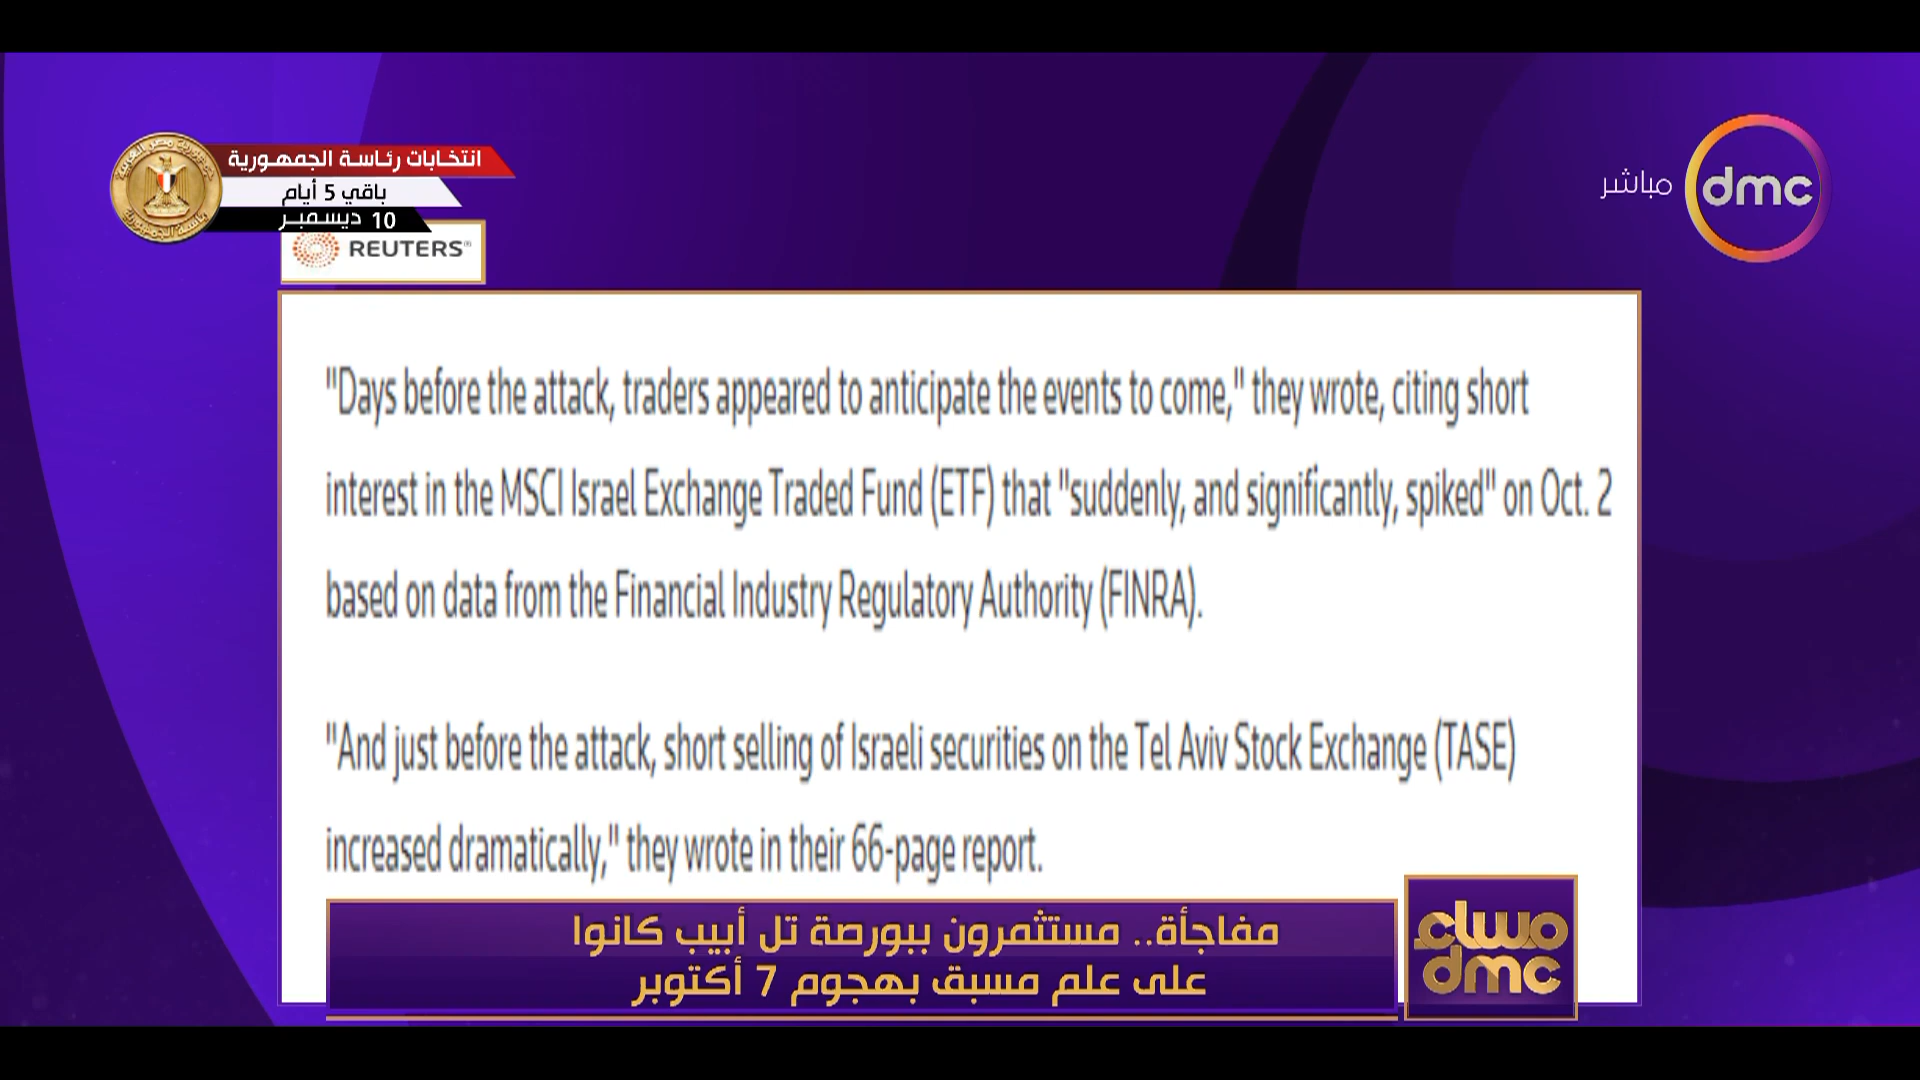 انتخابات رئاسة الجمهورية
باقي 5 أيام
10 ديسمبر
مباشر
dmc
REUTERS
"Days before the attack, traders appeared to anticipate the events to come," they wrote, citing short
interest in the MSCI Israel Exchange Traded Fund (ETF) that "suddenly, and significantly, spiked" on Oct. 2
based on data from the Financial Industry Regulatory Authority (FINRA).
"And just before the attack, short selling of Israeli securities on the Tel Aviv Stock Exchange (TASE)
increased dramatically," they wrote in their 66-page report.
مفاجأة.. مستثمرون ببورصة تل أبيب كانوا
على علم مسبق بهجوم 7 أكتوبر
مساء
dmc